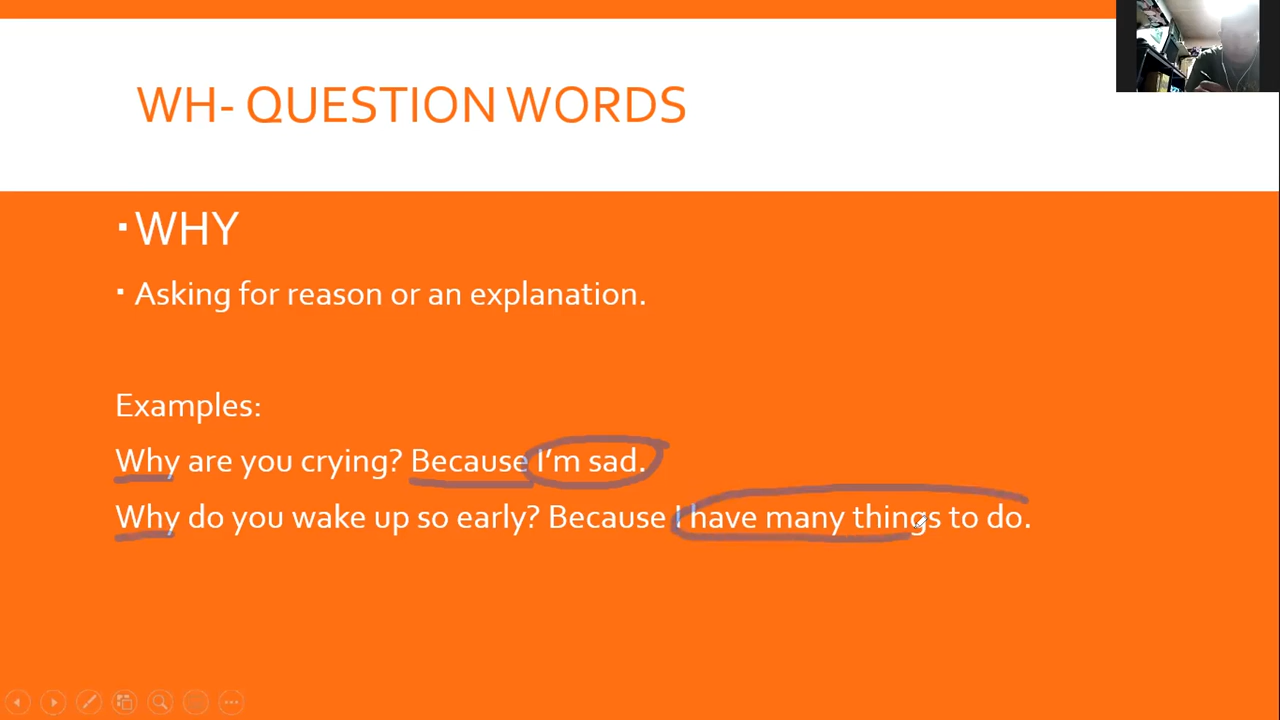 WH- QUESTION WORDS
WHY
Asking for reason or an explanation.
Examples:
Why are you crying? Because I’m sad.
Why do you wake up so early? Because I have many things to do.